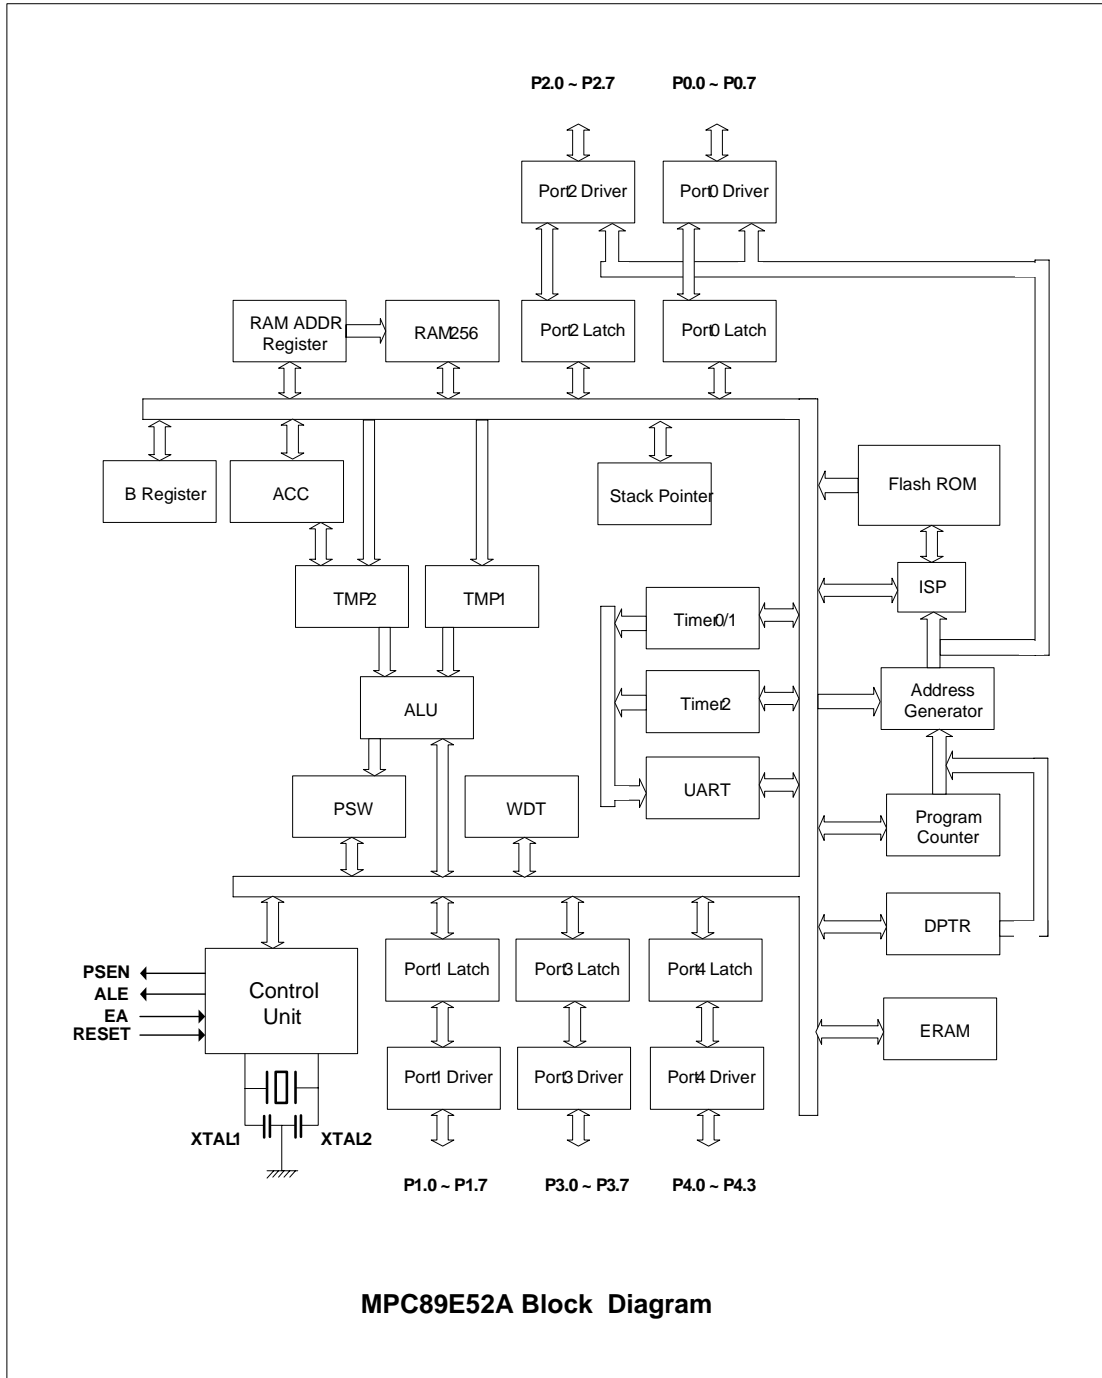 P2.0 ~ P2.7
P0.0 ~ P0.7
Port2 Driver
Port0 Driver
RAM ADDR
Register
RAM256
Port2 Latch
Port0 Latch
B Register
ACC
Stack Pointer
Flash ROM
TMP2
TMP1
ISP
Timer0/1
ALU
Timer2
Address
Generator
PSW
WDT
UART
Program
Counter
DPTR
Port1 Latch
Port3 Latch
Port4 Latch
PSEN
ALE
EA
RESET
Control
Unit
ERAM
Port1 Driver
Port3 Driver
Port4 Driver
XTAL1
XTAL2
P1.0 ~ P1.7
P3.0 ~ P3.7
P4.0 ~ P4.3
MPC89E52A Block Diagram